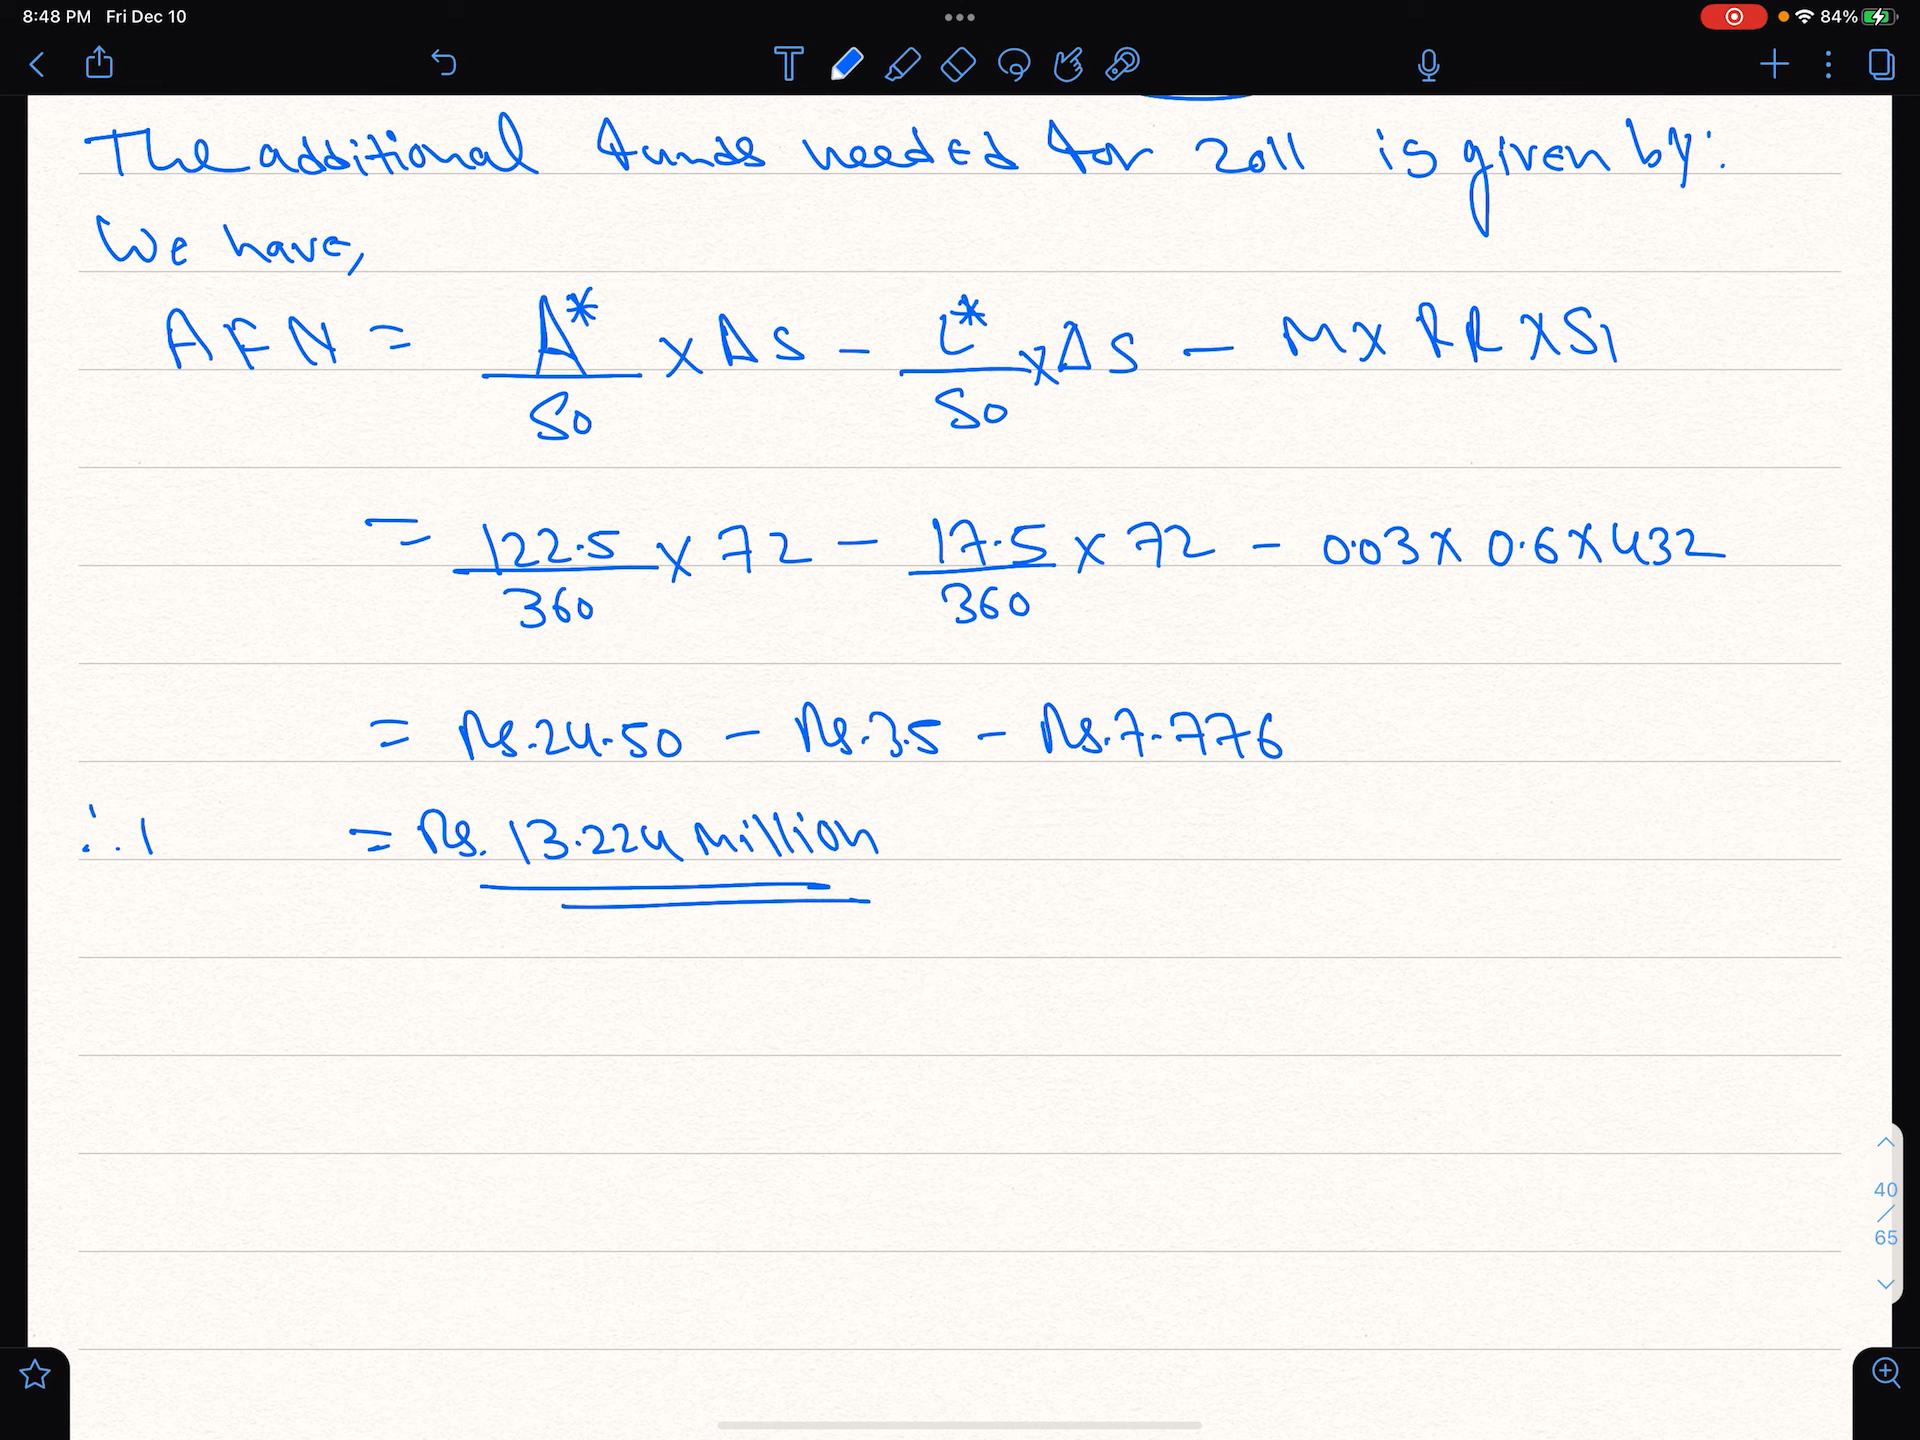 8:48 PM Fri Dec 10
84%
T
The additional funds needed for 2011 is given by:
We have,
AFN = A*/S0 × ΔS – L*/S0 × ΔS – M × RR × S1
= 122.5/360 × 72 – 17.5/360 × 72 – 0.03 × 0.6 × 432
= Rs.24.50 – Rs.3.5 – Rs.7.776
∴ 1 = Rs. 13.224 Million
40
/
65